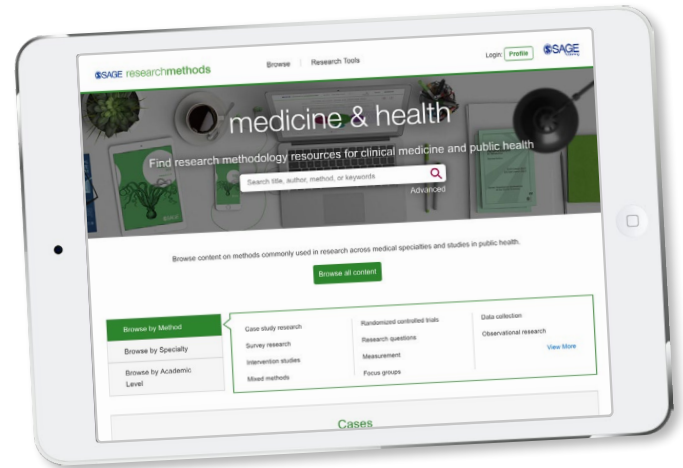 SAGE researchmethods
Browse | Research Tools
Login: Profile
SAGE
medicine & health
Find research methodology resources for clinical medicine and public health
Search title, author, method, or keywords
Advanced
Browse content on methods commonly used in research across medical specialties and studies in public health.
Browse all content
Browse by Method
Browse by Specialty
Browse by Academic
Level
Case study research
Survey research
Intervention studies
Mixed methods
Randomized controlled trials
Research questions
Measurement
Focus groups
Data collection
Observational research
View More
Cases